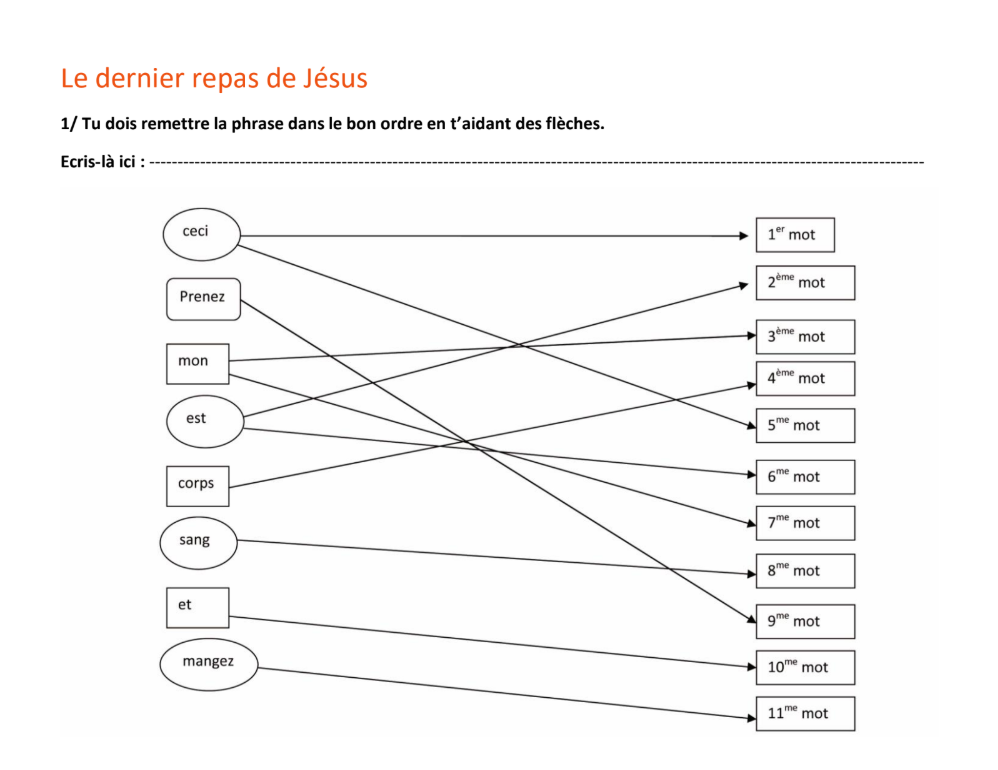 Le dernier repas de Jésus
1/ Tu dois remettre la phrase dans le bon ordre en t’aidant des flèches.
Ecris-là ici : -----------------------------------------------------------------------------------------------------------------------------------------
ceci
1er mot
2ème mot
Prenez
3ème mot
mon
4ème mot
est
5me mot
6me mot
corps
7me mot
sang
8me mot
et
9me mot
mangez
10me mot
11me mot